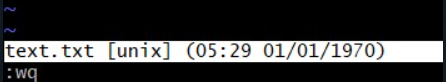 ~
~
text.txt [unix] (05:29 01/01/1970)
:wq